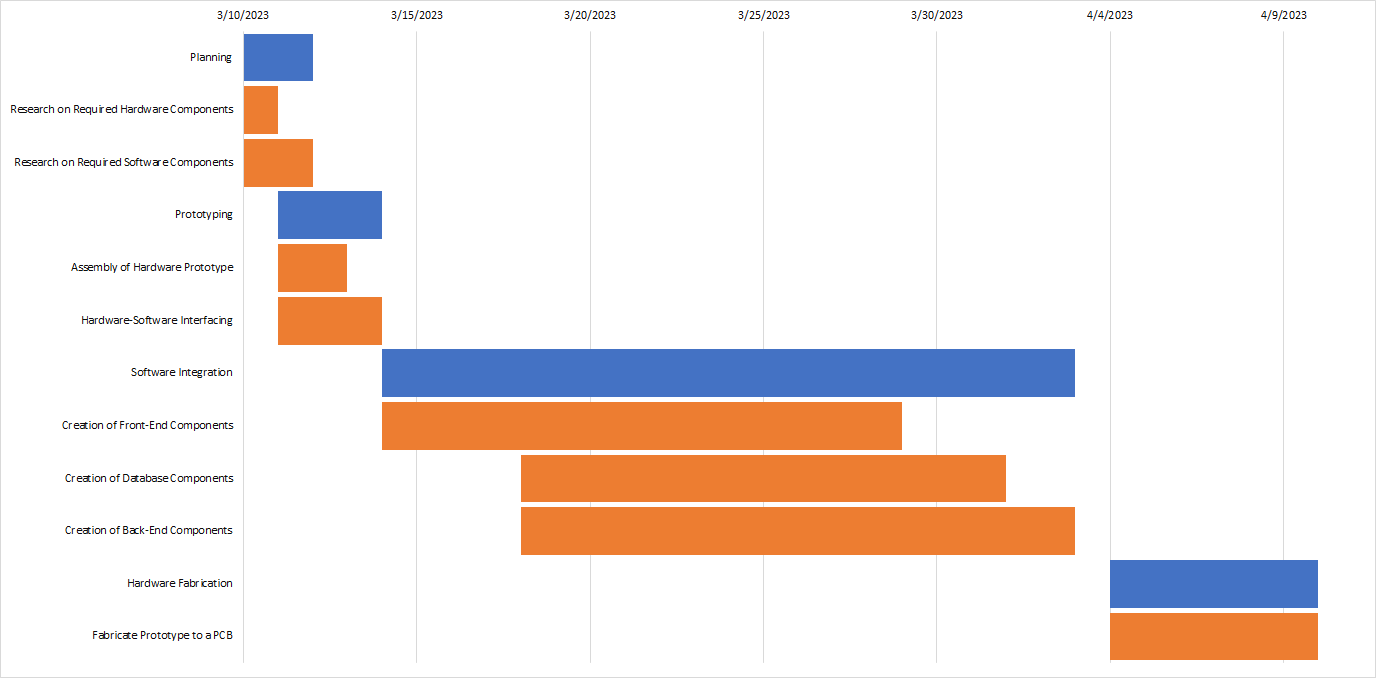 3/10/2023 3/15/2023 3/20/2023 3/25/2023 3/30/2023 4/4/2023 4/9/2023
Planning
Research on Required Hardware Components
Research on Required Software Components
Prototyping
Assembly of Hardware Prototype
Hardware-Software Interfacing
Software Integration
Creation of Front-End Components
Creation of Database Components
Creation of Back-End Components
Hardware Fabrication
Fabricate Prototype to a PCB